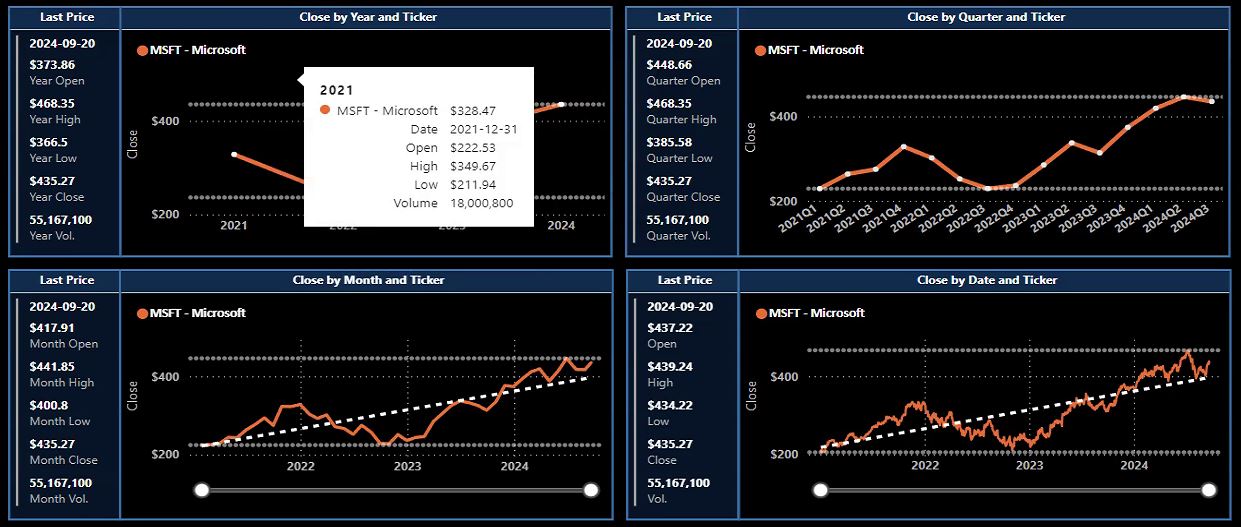 Last Price
Close by Year and Ticker
2024-09-20
$373.86
Year Open
$468.35
Year High
$366.5
Year Low
$435.27
Year Close
55,167,100
Year Vol.
MSFT - Microsoft
Close
$400
$200
2021
MSFT - Microsoft $328.47
Date 2021-12-31
Open $222.53
High $349.67
Low $211.94
Volume 18,000,800
2021 2022 2023 2024
Last Price
Close by Quarter and Ticker
2024-09-20
$448.66
Quarter Open
$468.35
Quarter High
$385.58
Quarter Low
$435.27
Quarter Close
55,167,100
Quarter Vol.
MSFT - Microsoft
Close
$400
$200
2021Q1 2021Q2 2021Q3 2021Q4 2022Q1 2022Q2 2022Q3 2022Q4 2023Q1 2023Q2 2023Q3 2023Q4 2024Q1 2024Q2 2024Q3
Last Price
Close by Month and Ticker
2024-09-20
$417.91
Month Open
$441.85
Month High
$400.8
Month Low
$435.27
Month Close
55,167,100
Month Vol.
MSFT - Microsoft
Close
$400
$200
2022 2023 2024
Last Price
Close by Date and Ticker
2024-09-20
$437.22
Open
$439.24
High
$434.22
Low
$435.27
Close
55,167,100
Vol.
MSFT - Microsoft
Close
$400
$200
2022 2023 2024